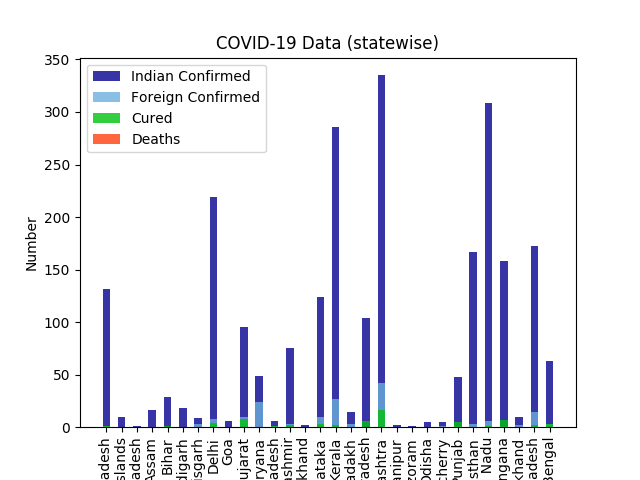 COVID-19 Data (statewise)
Indian Confirmed
Foreign Confirmed
Cured
Deaths
Number
350
300
250
200
150
100
50
0
adesh
slands
adesh
Assam
Bihar
digarh
isgarh
Delhi
Goa
ujarat
ryana
adesh
ashmir
khand
ataka
Kerala
adakh
adesh
ashtra
anipur
zoram
Odisha
cherry
Punjab
sthan
Nadu
ngana
khand
adesh
Bengal